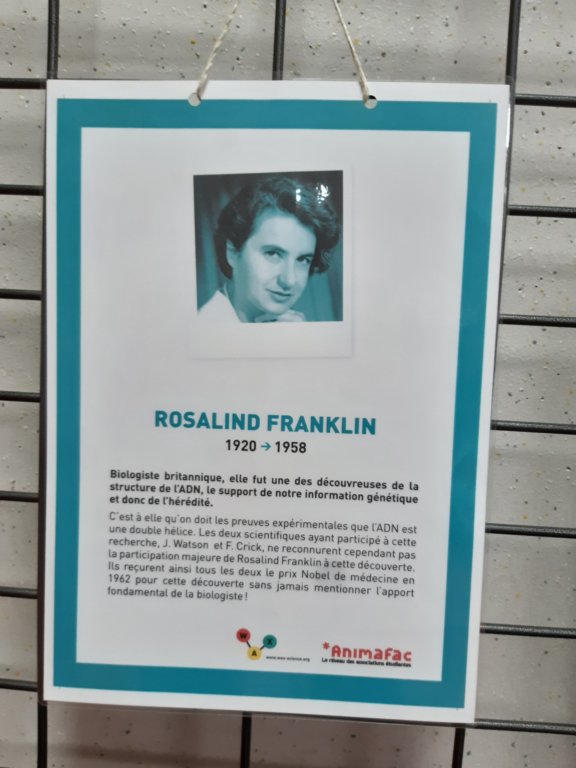 ROSALIND FRANKLIN
1920 → 1958
Biologiste britannique, elle fut une des découvreuses de la
structure de l'ADN, le support de notre information génétique
et donc de l'hérédité.
C'est à elle qu'on doit les preuves expérimentales que l'ADN est
une double hélice. Les deux scientifiques ayant participé à cette
recherche, J. Watson et F. Crick, ne reconnurent cependant pas
la participation majeure de Rosalind Franklin à cette découverte.
Ils reçurent ainsi tous les deux le prix Nobel de médecine en
1962 pour cette découverte sans jamais mentionner l'apport
fondamental de la biologiste !
W A X
www.wax-science.org
*Animafac
Le réseau des associations étudiantes